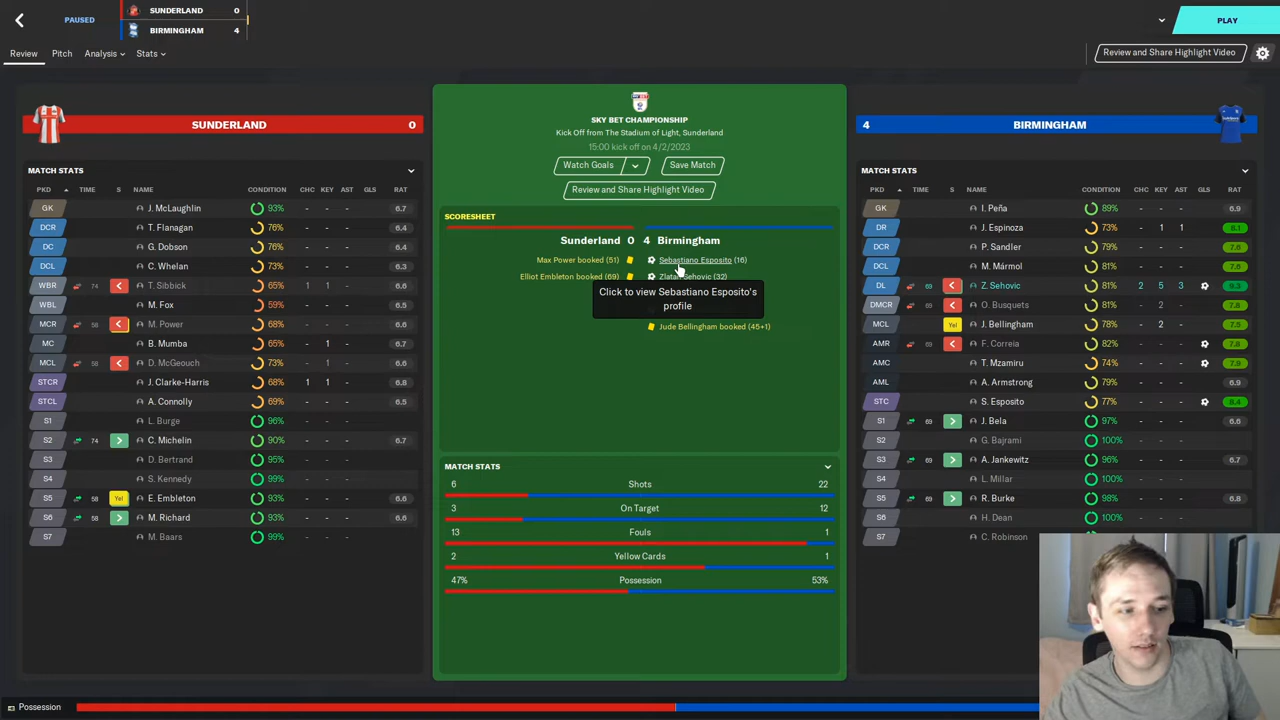 PAUSED
SUNDERLAND 0
BIRMINGHAM 4
PLAY
Review Pitch Analysis Stats
Review and Share Highlight Video
SUNDERLAND 0
MATCH STATS
PKD TIME S NAME CONDITION CHC KEY AST GLS RAT
GK J. McLaughlin 93% - - - - 6.7
DCR T. Flanagan 76% - - - - 6.4
DC G. Dobson 76% - - - - 6.4
DCL C. Whelan 73% - - - - 6.3
WBR 74 T. Sibbick 65% 1 1 - - 6.6
WBL M. Fox 59% - - - - 6.5
MCR 58 M. Power 68% - - - - 6.6
MC B. Mumba 65% - 1 - - 6.7
MCL 58 D. McGeouch 73% - 1 - - 6.6
STCR J. Clarke-Harris 68% 1 1 - - 6.8
STCL A. Connolly 69% - - - - 6.5
S1 L. Burge 96%
S2 74 C. Michelin 90% - - - - 6.7
S3 D. Bertrand 95%
S4 S. Kennedy 99%
S5 58 Yel E. Embleton 93% - - - - 6.6
S6 58 M. Richard 93% - - - - 6.6
S7 M. Baars 99%
SKY BET CHAMPIONSHIP
Kick Off from The Stadium of Light, Sunderland
15:00 kick off on 4/2/2023
Watch Goals Save Match
Review and Share Highlight Video
SCORESHEET
Sunderland 0 4 Birmingham
Max Power booked (51) Sebastiano Esposito (16)
Elliot Embleton booked (69) Zlatan Sehovic (32)
Click to view Sebastiano Esposito's
profile
Jude Bellingham booked (45+1)
MATCH STATS
6 Shots 22
3 On Target 12
13 Fouls 1
2 Yellow Cards 1
47% Possession 53%
4 BIRMINGHAM
MATCH STATS
PKD TIME S NAME CONDITION CHC KEY AST GLS RAT
GK I. Peña 89% - - - - 6.9
DR J. Espinoza 73% - 1 1 - 8.1
DCR P. Sandler 79% - - - - 7.6
DCL M. Mármol 81% - - - - 7.6
DL 69 Z. Sehovic 81% 2 5 3 9.3
DMCR 69 O. Busquets 81% - - - - 7.6
MCL Yel J. Bellingham 78% - 2 - - 7.5
AMR 69 F. Correia 82% - - - 7.8
AMC T. Mzamiru 74% - - - 7.9
AML A. Armstrong 79% - - - - 6.9
STC S. Esposito 77% - - - 8.4
S1 69 J. Bela 97% - - - - 6.6
S2 G. Bajrami 100%
S3 69 A. Jankewitz 96% - - - - 6.7
S4 L. Millar 100%
S5 69 R. Burke 98% - - - - 6.8
S6 H. Dean 100%
S7 C. Robinson
Possession